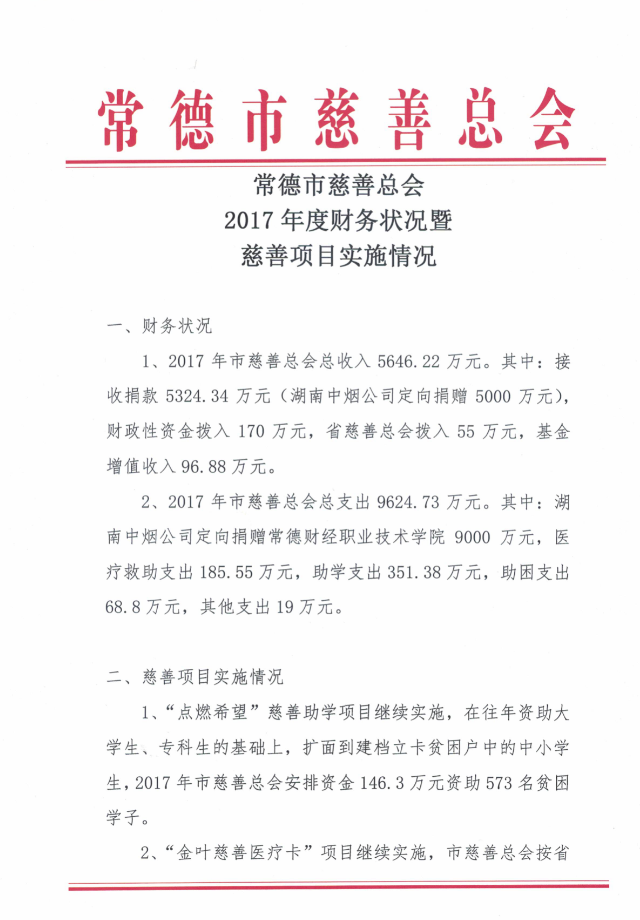 常德市慈善总会
常德市慈善总会
2017 年度财务状况暨
慈善项目实施情况
一、财务状况
1、2017 年市慈善总会总收入 5646.22 万元。其中：接
收捐款 5324.34 万元（湖南中烟公司定向捐赠 5000 万元），
财政性资金拨入 170 万元，省慈善总会拨入 55 万元，基金
增值收入 96.88 万元。
2、2017 年市慈善总会总支出 9624.73 万元。其中：湖
南中烟公司定向捐赠常德财经职业技术学院 9000 万元，医
疗救助支出 185.55 万元，助学支出 351.38 万元，助困支出
68.8 万元，其他支出 19 万元。
二、慈善项目实施情况
1、“点燃希望”慈善助学项目继续实施，在往年资助大
学生、专科生的基础上，扩面到建档立卡贫困户中的中小学
生，2017 年市慈善总会安排资金 146.3 万元资助 573 名贫困
学子。
2、“金叶慈善医疗卡”项目继续实施，市慈善总会按省